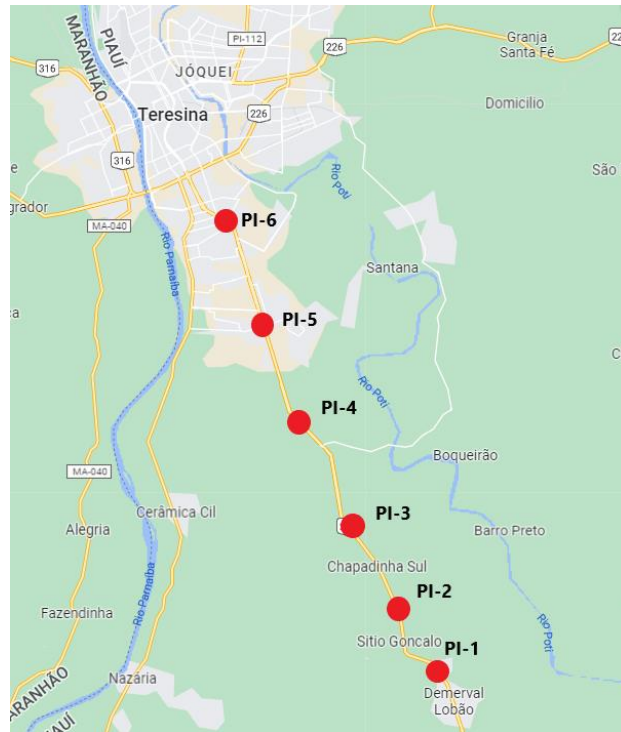 PIAUÍ
MARANHÃO
PI-112
226
Granja
Santa Fé
22
316
JÓQUEI
Domicilio
Teresina
226
316
Rio Poti
São
grador
MA-040
PI-6
Rio Parnaíba
Santana
PI-5
C
Rio Poti
PI-4
Boqueirão
MA-040
Cerâmica Cil
PI-3
Alegria
Barro Preto
Chapadinha Sul
PI-2
Rio Parnaíba
Fazendinha
Sitio Goncalo
PI-1
Rio Poti
Nazária
Demerval
Lobão
ARANHÃO
PIAUÍ